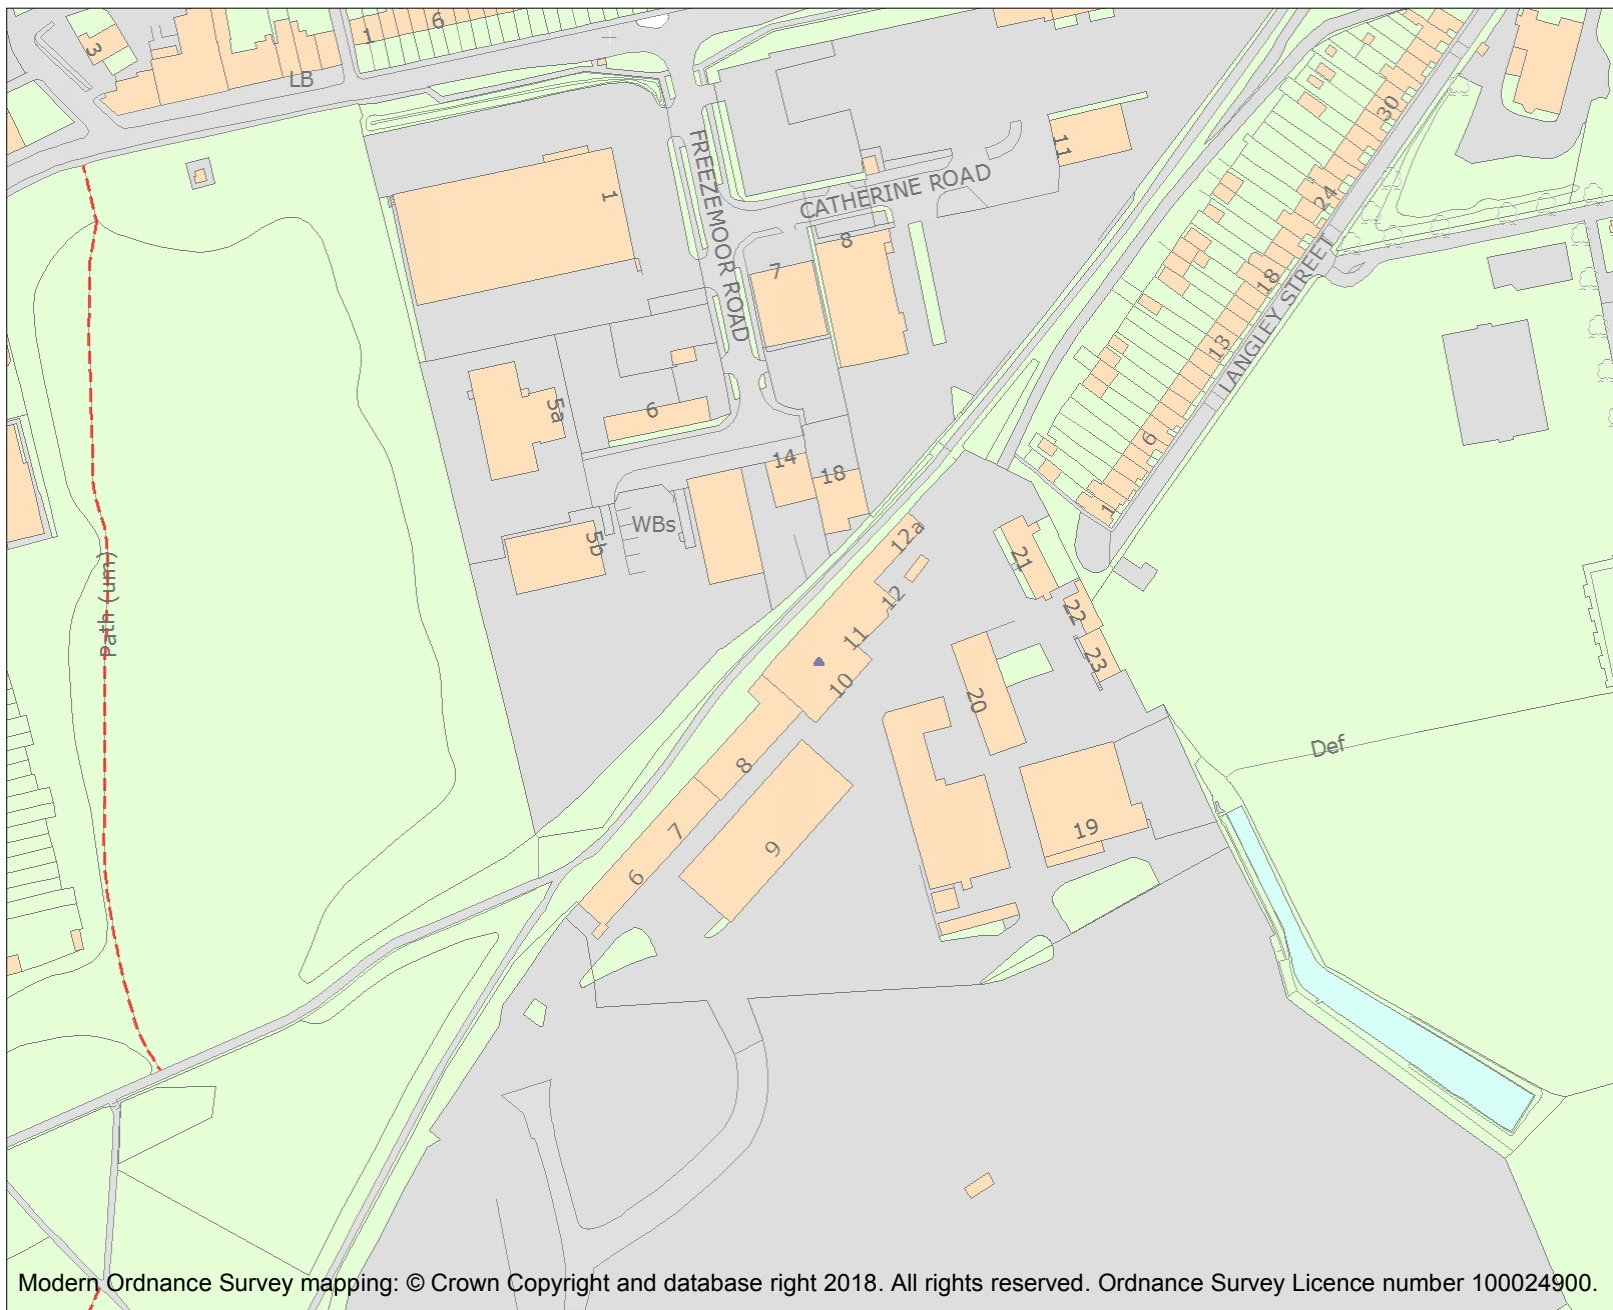 3
1
6
LB
1
FREEZEMOOR ROAD
CATHERINE ROAD
11
30
24
18
13
6
1
LANGLEY STREET
7
8
5a
6
14
18
5b
WBs
Path (um)
12a
12
11
10
21
22
23
20
8
7
6
9
19
Def
Modern Ordnance Survey mapping: © Crown Copyright and database right 2018. All rights reserved. Ordnance Survey Licence number 100024900.